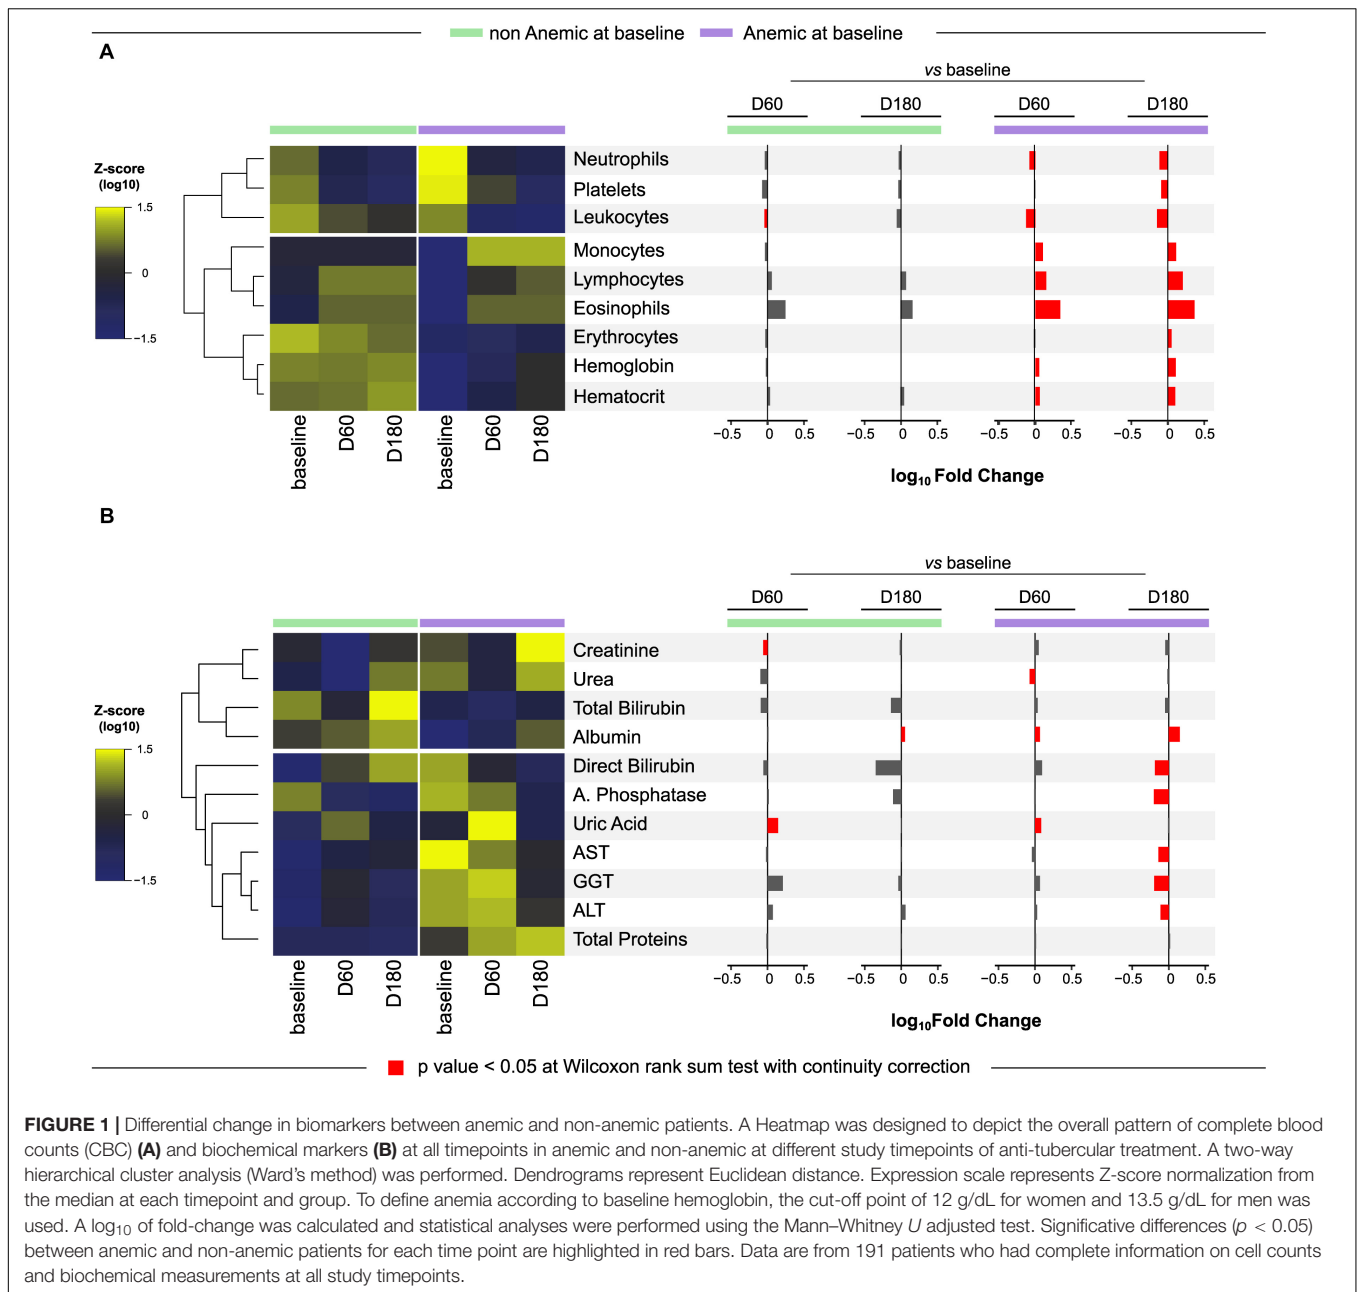 non Anemic at baseline Anemic at baseline
A
vs baseline
D60 D180 D60 D180
Z-score
(log10)
1.5
0
−1.5
Neutrophils
Platelets
Leukocytes
Monocytes
Lymphocytes
Eosinophils
Erythrocytes
Hemoglobin
Hematocrit
baseline D60 D180 baseline D60 D180
−0.5 0 0.5 −0.5 0 0.5 −0.5 0 0.5 −0.5 0 0.5
log10 Fold Change
B
vs baseline
D60 D180 D60 D180
Z-score
(log10)
1.5
0
−1.5
Creatinine
Urea
Total Bilirubin
Albumin
Direct Bilirubin
A. Phosphatase
Uric Acid
AST
GGT
ALT
Total Proteins
baseline D60 D180 baseline D60 D180
−0.5 0 0.5 −0.5 0 0.5 −0.5 0 0.5 −0.5 0 0.5
log10Fold Change
p value < 0.05 at Wilcoxon rank sum test with continuity correction
FIGURE 1 | Differential change in biomarkers between anemic and non-anemic patients. A Heatmap was designed to depict the overall pattern of complete blood
counts (CBC) (A) and biochemical markers (B) at all timepoints in anemic and non-anemic at different study timepoints of anti-tubercular treatment. A two-way
hierarchical cluster analysis (Ward's method) was performed. Dendrograms represent Euclidean distance. Expression scale represents Z-score normalization from
the median at each timepoint and group. To define anemia according to baseline hemoglobin, the cut-off point of 12 g/dL for women and 13.5 g/dL for men was
used. A log10 of fold-change was calculated and statistical analyses were performed using the Mann–Whitney U adjusted test. Significative differences (p < 0.05)
between anemic and non-anemic patients for each time point are highlighted in red bars. Data are from 191 patients who had complete information on cell counts
and biochemical measurements at all study timepoints.